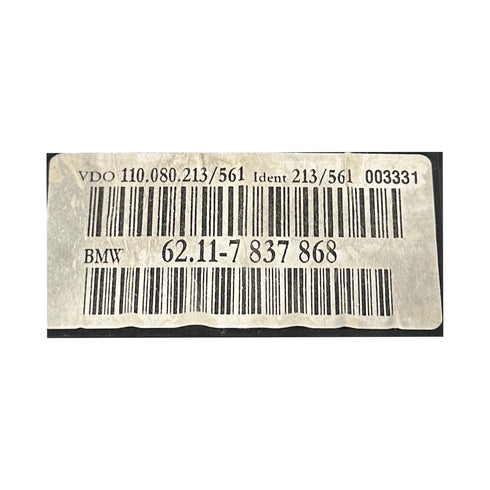 VDO 110.080.213/561 Ident 213/561 003331
BMW 62.11-7 837 868